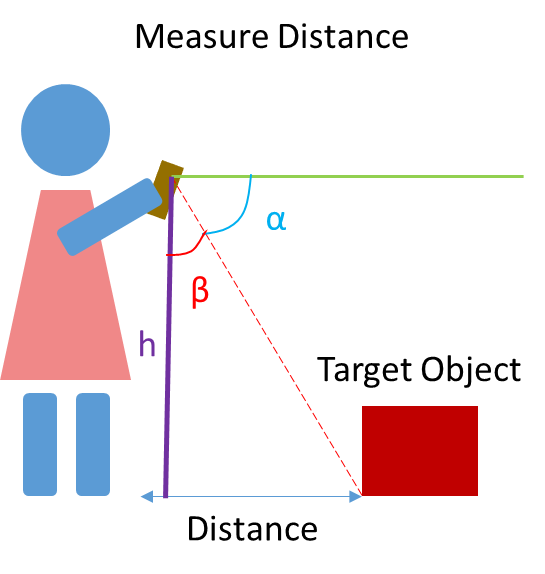 Measure Distance
α
β
h
Target Object
Distance